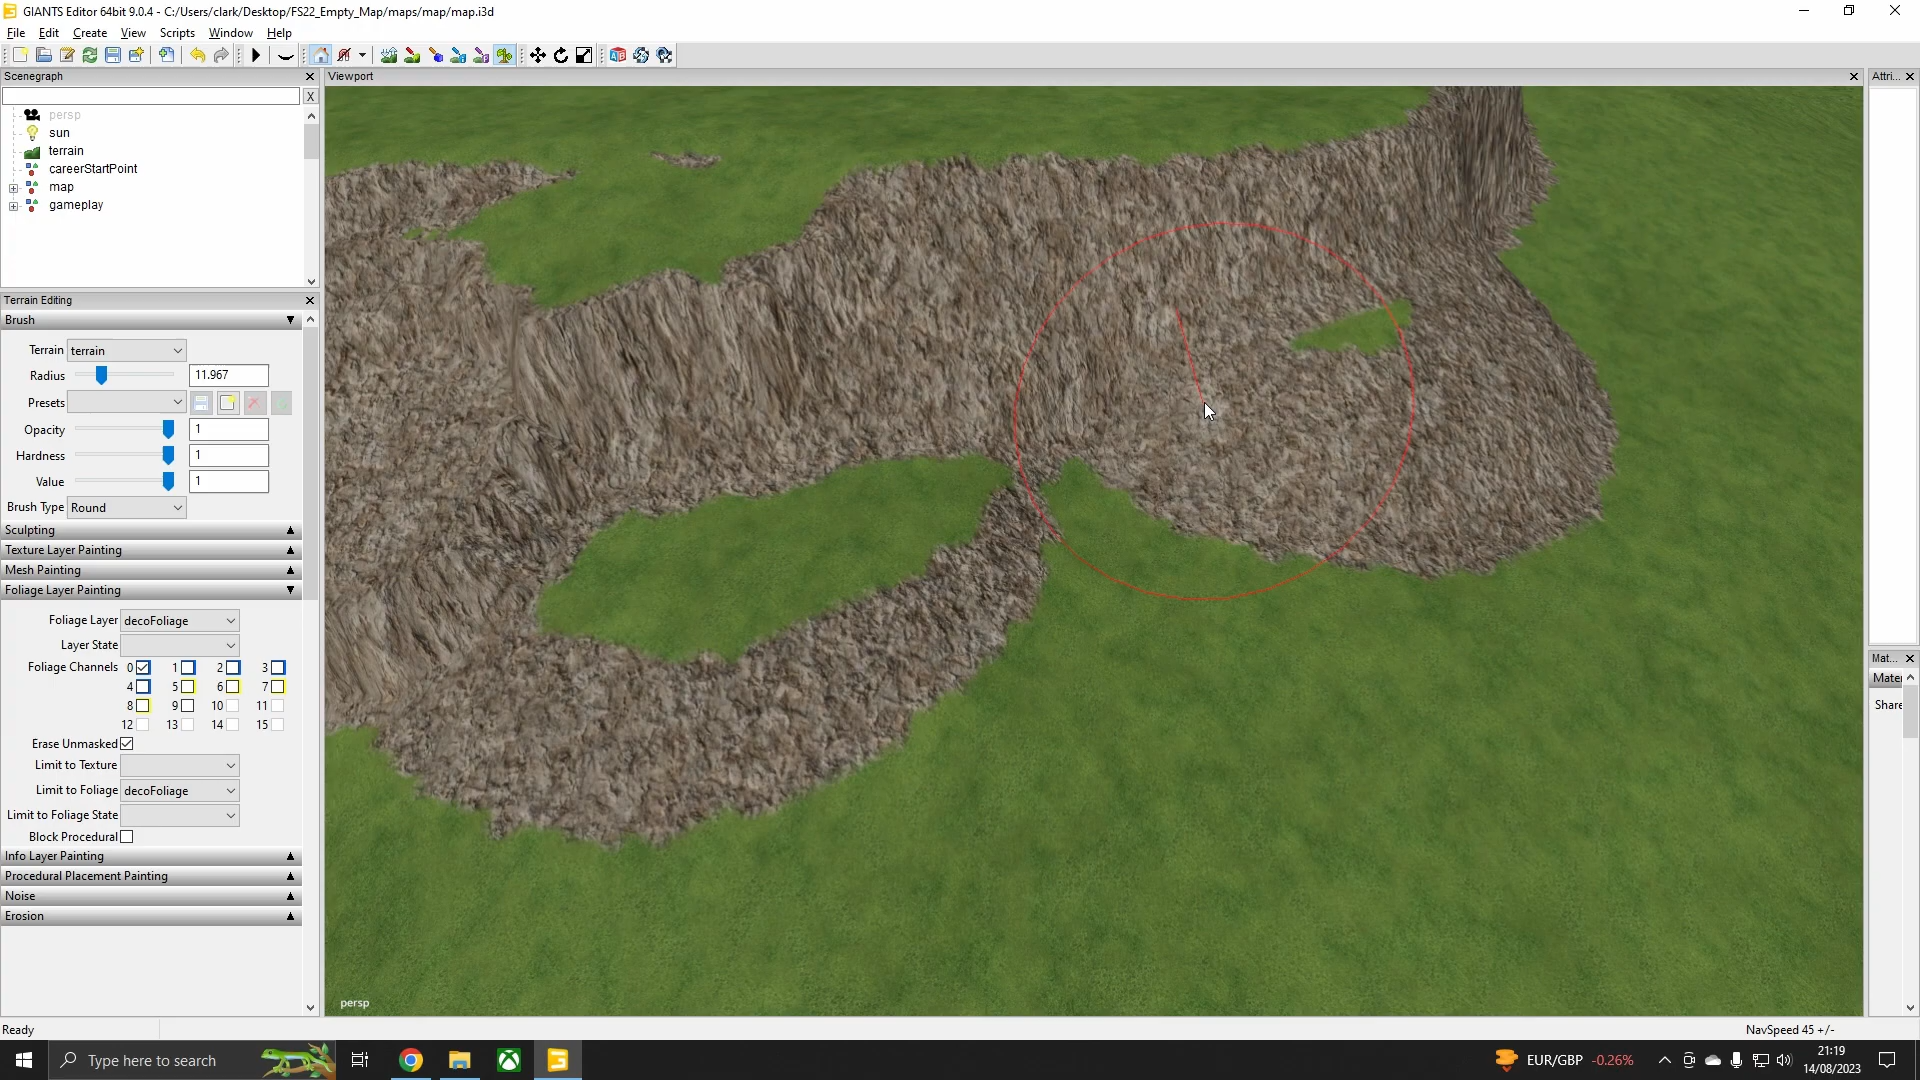 GIANTS Editor 64bit 9.0.4 - C:/Users/clark/Desktop/FS22_Empty_Map/maps/map/map.i3d
File Edit Create View Scripts Window Help
Scenegraph
X
persp
sun
terrain
careerStartPoint
map
gameplay
Terrain Editing
Brush
Terrain terrain
Radius 11.967
Presets
Opacity 1
Hardness 1
Value 1
Brush Type Round
Sculpting
Texture Layer Painting
Mesh Painting
Foliage Layer Painting
Foliage Layer decoFoliage
Layer State
Foliage Channels 0 1 2 3
4 5 6 7
8 9 10 11
12 13 14 15
Erase Unmasked
Limit to Texture
Limit to Foliage decoFoliage
Limit to Foliage State
Block Procedural
Info Layer Painting
Procedural Placement Painting
Noise
Erosion
Viewport
persp
Attri...
Mat...
Mater
Share
Ready
NavSpeed 45 +/-
Type here to search
EUR/GBP -0.26%
21:19
14/08/2023